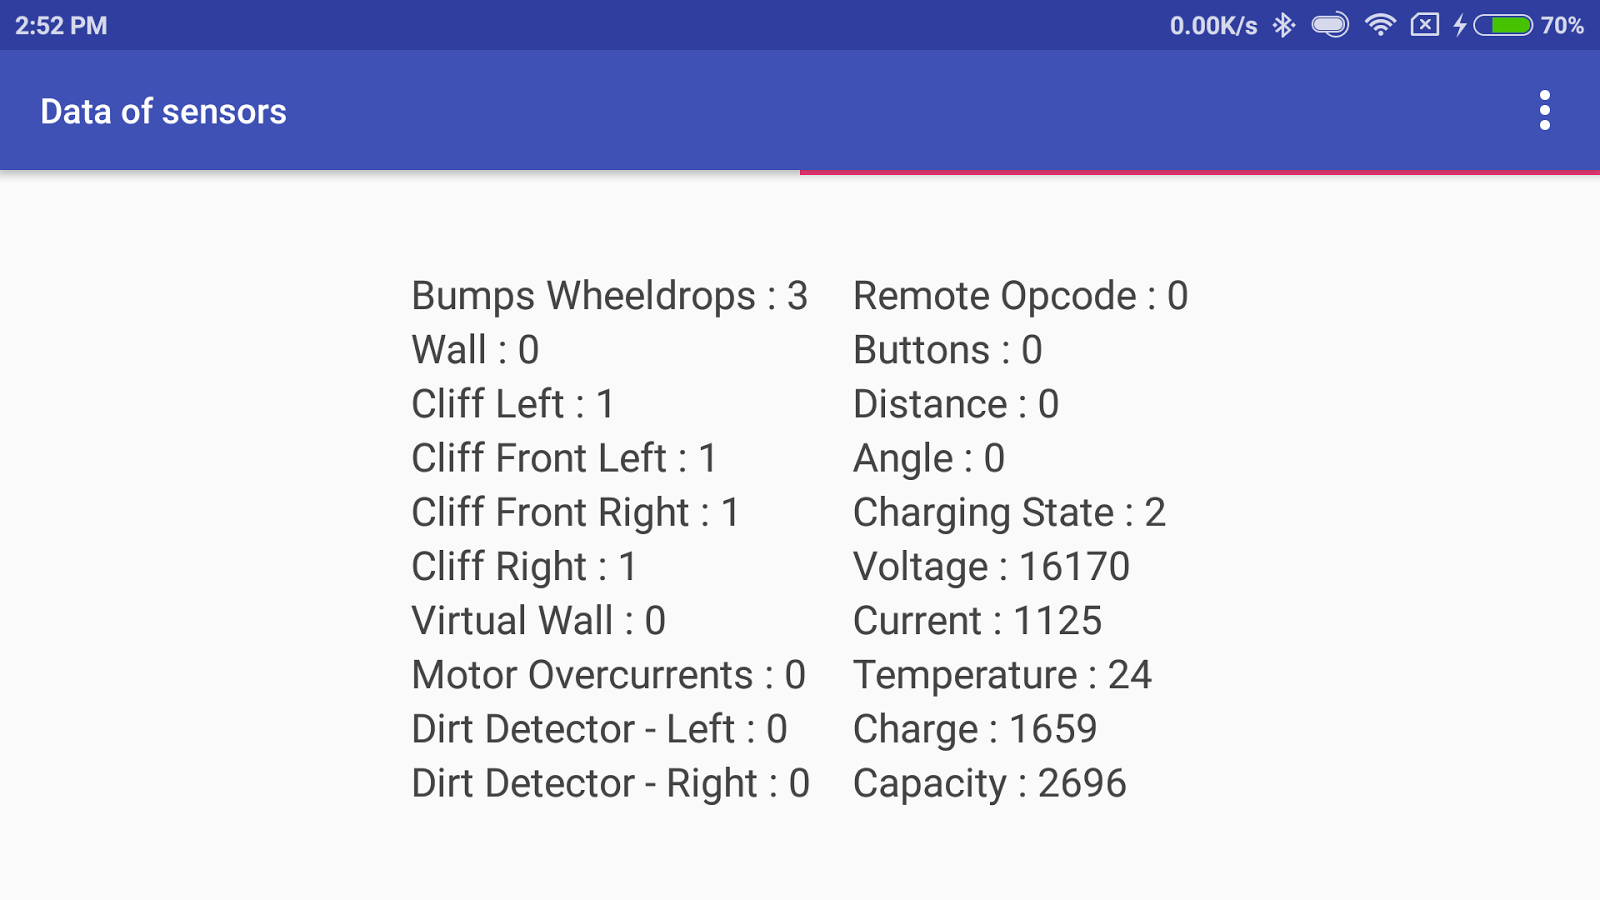 2:52 PM
0.00K/s
70%
Data of sensors
Bumps Wheeldrops : 3
Wall : 0
Cliff Left : 1
Cliff Front Left : 1
Cliff Front Right : 1
Cliff Right : 1
Virtual Wall : 0
Motor Overcurrents : 0
Dirt Detector - Left : 0
Dirt Detector - Right : 0
Remote Opcode : 0
Buttons : 0
Distance : 0
Angle : 0
Charging State : 2
Voltage : 16170
Current : 1125
Temperature : 24
Charge : 1659
Capacity : 2696